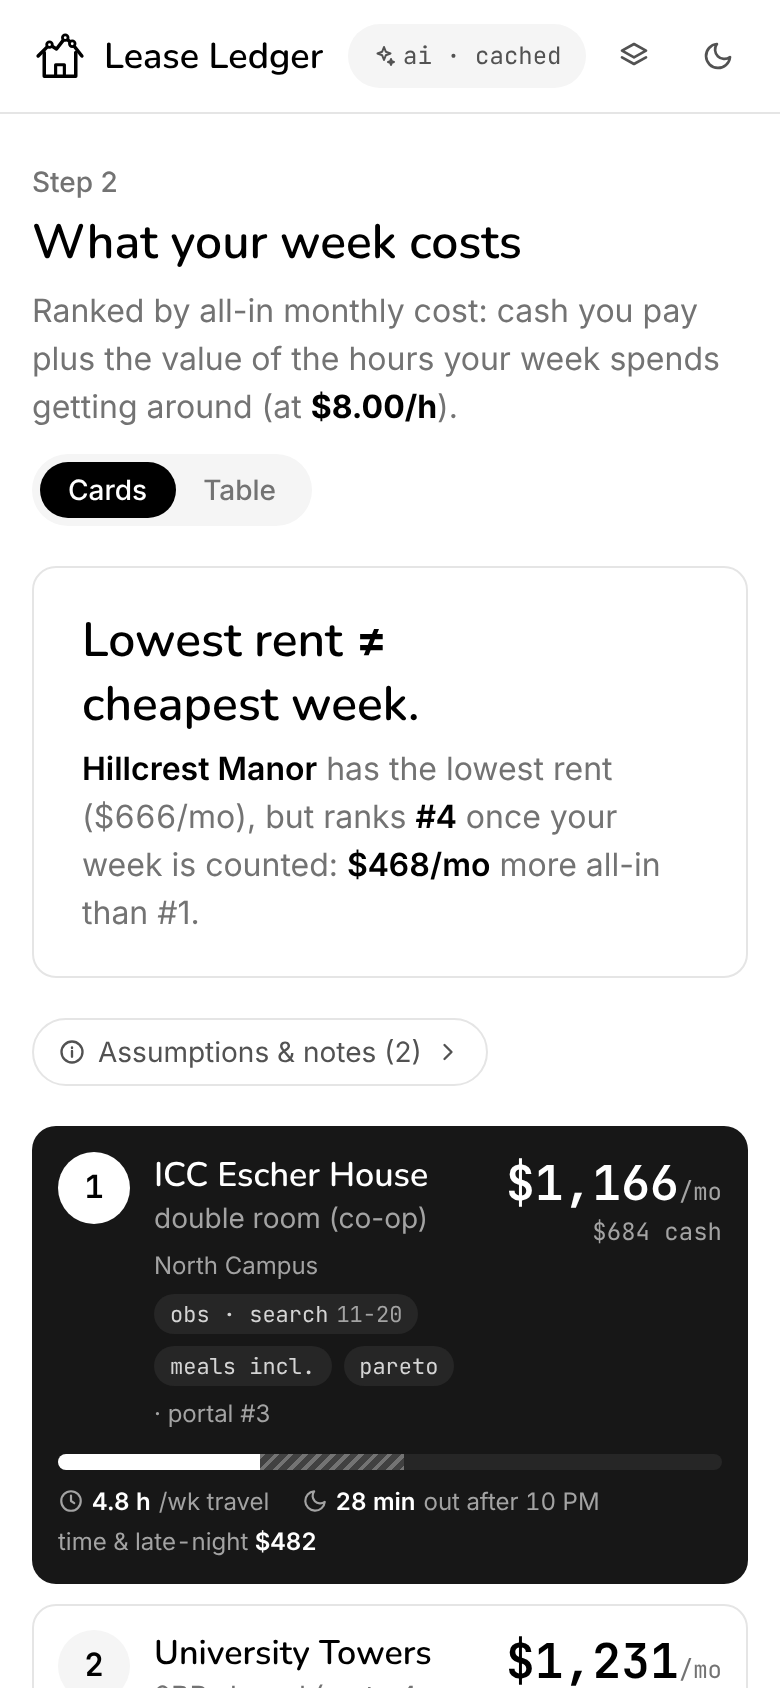 Lease Ledger
ai · cached
Step 2
What your week costs
Ranked by all-in monthly cost: cash you pay
plus the value of the hours your week spends
getting around (at $8.00/h).
Cards
Table
Lowest rent ≠
cheapest week.
Hillcrest Manor has the lowest rent
($666/mo), but ranks #4 once your
week is counted: $468/mo more all-in
than #1.
Assumptions & notes (2)
1
ICC Escher House
$1,166/mo
double room (co-op)
$684 cash
North Campus
obs · search 11-20
meals incl.
pareto
· portal #3
4.8 h /wk travel
28 min out after 10 PM
time & late-night $482
2
University Towers
$1,231/mo